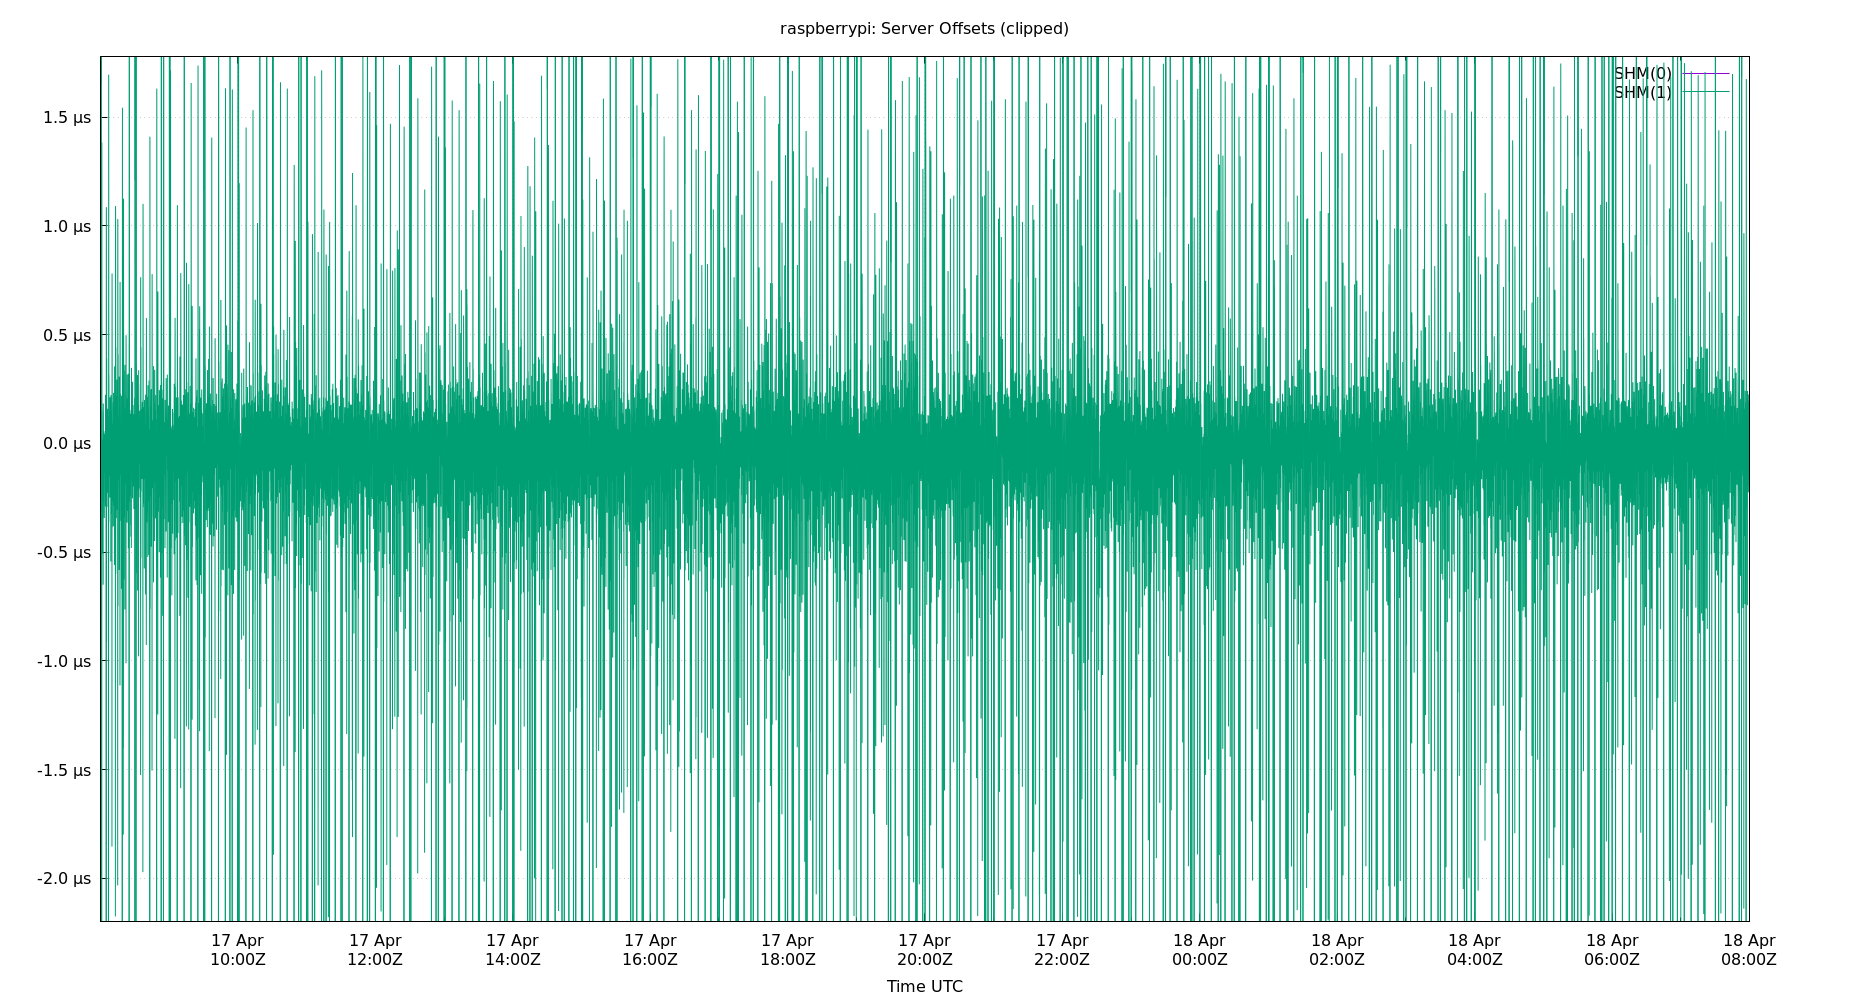 raspberrypi: Server Offsets (clipped)
SHM(0)
SHM(1)
1.5 µs
1.0 µs
0.5 µs
0.0 µs
-0.5 µs
-1.0 µs
-1.5 µs
-2.0 µs
17 Apr 17 Apr 17 Apr 17 Apr 17 Apr 17 Apr 17 Apr 18 Apr 18 Apr 18 Apr 18 Apr 18 Apr
10:00Z 12:00Z 14:00Z 16:00Z 18:00Z 20:00Z 22:00Z 00:00Z 02:00Z 04:00Z 06:00Z 08:00Z
Time UTC